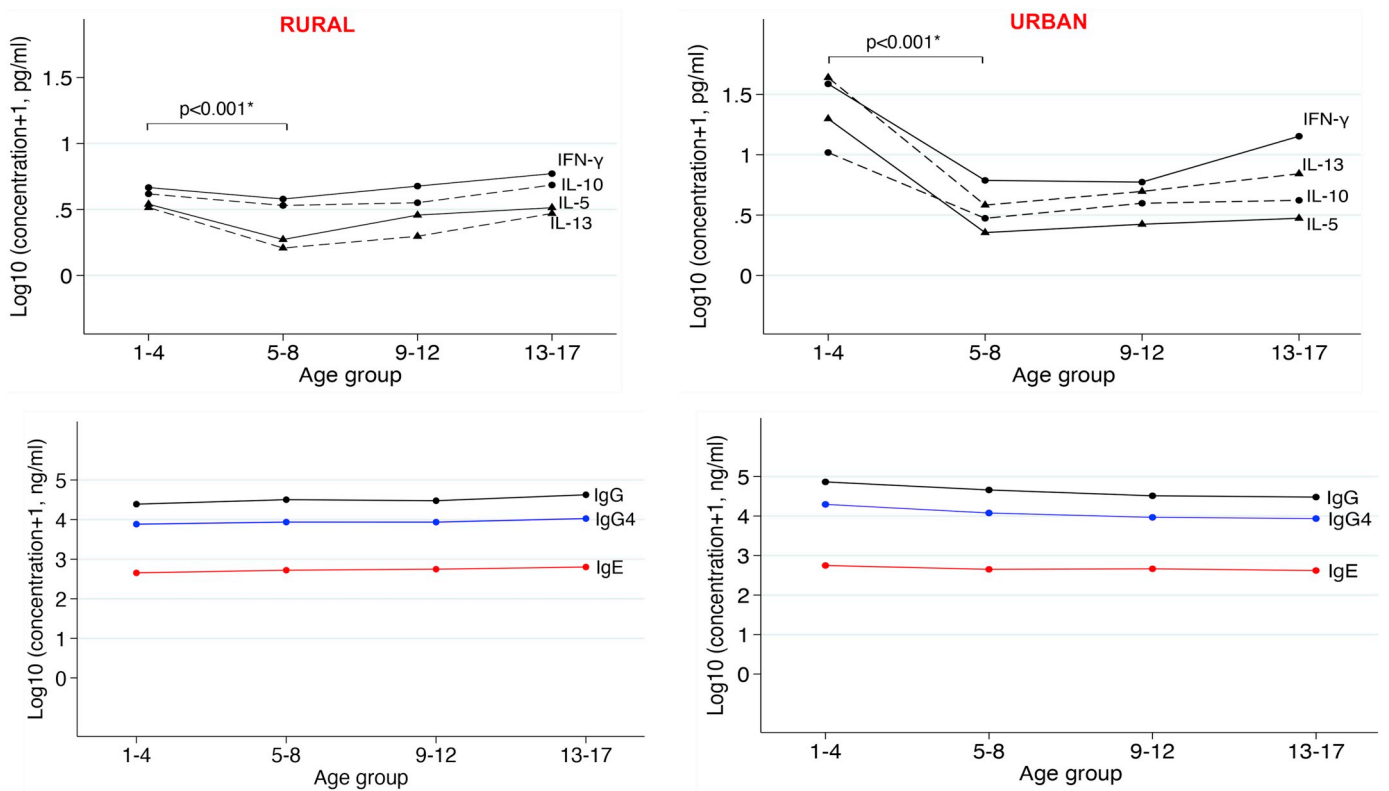 RURAL
Log10 (concentration+1, pg/ml)
1.5
1
.5
0
p<0.001*
IFN-γ
IL-10
IL-5
IL-13
1-4 5-8 9-12 13-17
Age group
URBAN
Log10 (concentration+1, pg/ml)
1.5
1
.5
0
p<0.001*
IFN-γ
IL-13
IL-10
IL-5
1-4 5-8 9-12 13-17
Age group
Log10 (concentration+1, ng/ml)
5
4
3
2
1
0
IgG
IgG4
IgE
1-4 5-8 9-12 13-17
Age group
Log10 (concentration+1, ng/ml)
5
4
3
2
1
0
IgG
IgG4
IgE
1-4 5-8 9-12 13-17
Age group